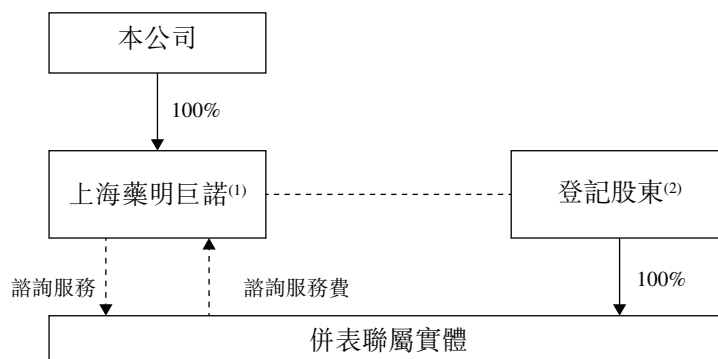 本公司
100%
上海藥明巨諾(1)
登記股東(2)
諮詢服務
諮詢服務費
100%
併表聯屬實體